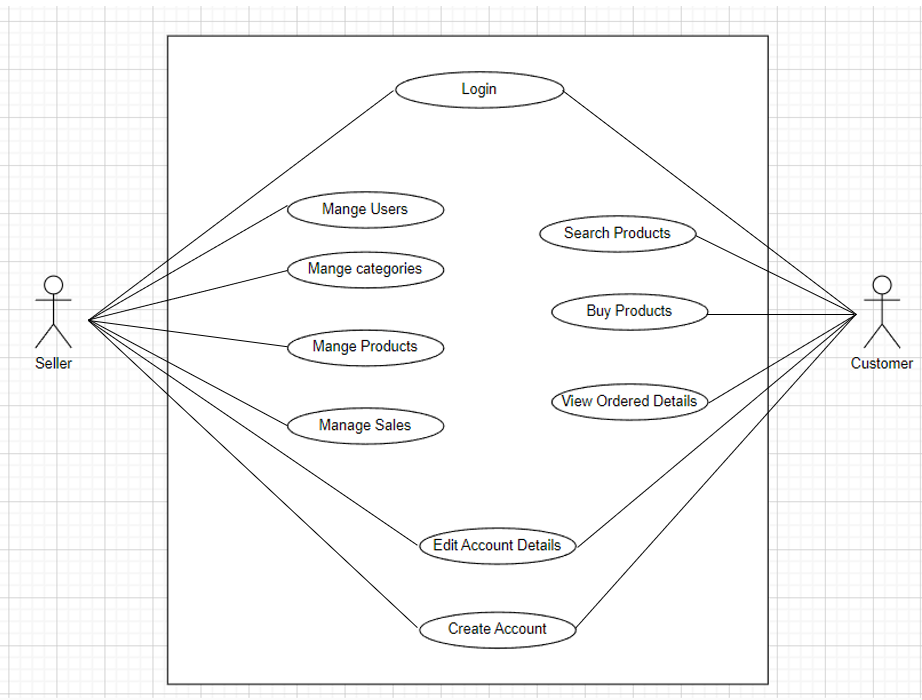 Login
Mange Users
Search Products
Mange categories
Buy Products
Mange Products
Seller
Customer
View Ordered Details
Manage Sales
Edit Account Details
Create Account